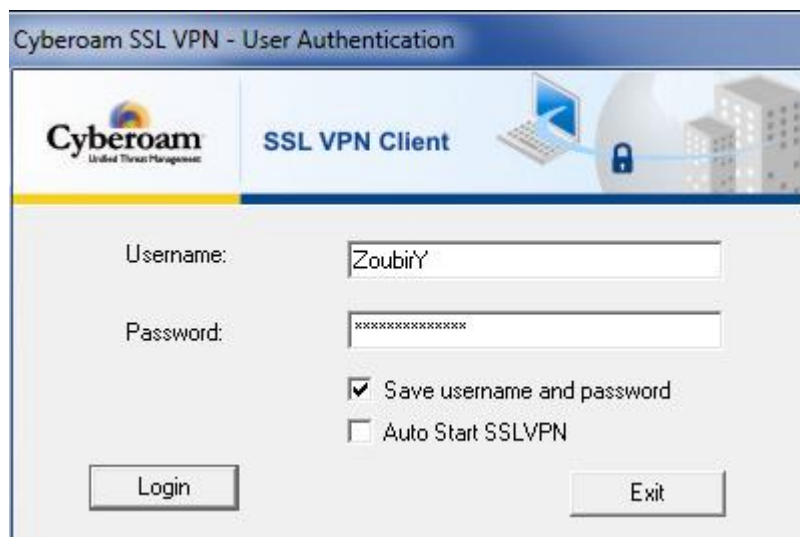 Cyberoam SSL VPN - User Authentication
Cyberoam
Unified Threat Management
SSL VPN Client
Username:
ZoubirY
Password:
**************
Save username and password
Auto Start SSLVPN
Login
Exit